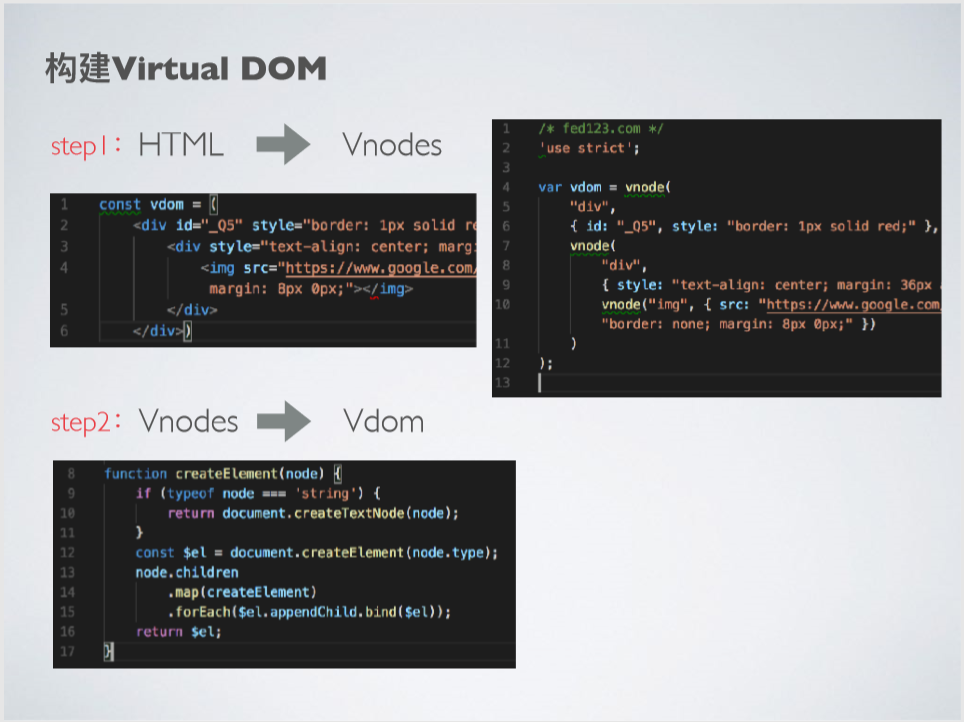 构建Virtual DOM
step1： HTML Vnodes
1 const vdom = (
2 <div id="_Q5" style="border: 1px solid re
3 <div style="text-align: center; marg
4 <img src="https://www.google.com/
margin: 8px 0px;"></img>
5 </div>
6 </div>)
1 /* fed123.com */
2 'use strict';
3
4 var vdom = vnode(
5 "div",
6 { id: "_Q5", style: "border: 1px solid red;" },
7 vnode(
8 "div",
9 { style: "text-align: center; margin: 36px
10 vnode("img", { src: "https://www.google.com
"border: none; margin: 8px 0px;" })
11 )
12 );
13
step2： Vnodes Vdom
8 function createElement(node) {
9 if (typeof node === 'string') {
10 return document.createTextNode(node);
11 }
12 const $el = document.createElement(node.type);
13 node.children
14 .map(createElement)
15 .forEach($el.appendChild.bind($el));
16 return $el;
17 }